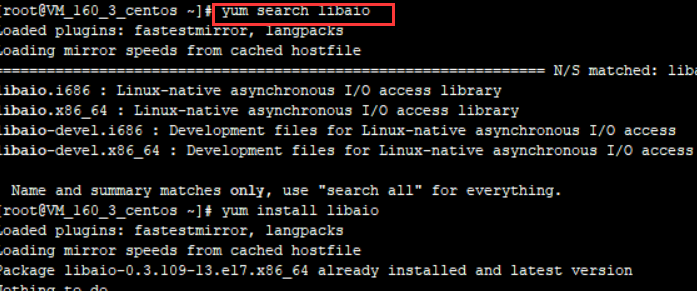 [root@VM_160_3_centos ~]# yum search libaio
Loaded plugins: fastestmirror, langpacks
Loading mirror speeds from cached hostfile
================================================================ N/S matched: liba
libaio.i686 : Linux-native asynchronous I/O access library
libaio.x86_64 : Linux-native asynchronous I/O access library
libaio-devel.i686 : Development files for Linux-native asynchronous I/O access
libaio-devel.x86_64 : Development files for Linux-native asynchronous I/O access
Name and summary matches only, use "search all" for everything.
[root@VM_160_3_centos ~]# yum install libaio
Loaded plugins: fastestmirror, langpacks
Loading mirror speeds from cached hostfile
Package libaio-0.3.109-13.el7.x86_64 already installed and latest version
Nothing to do